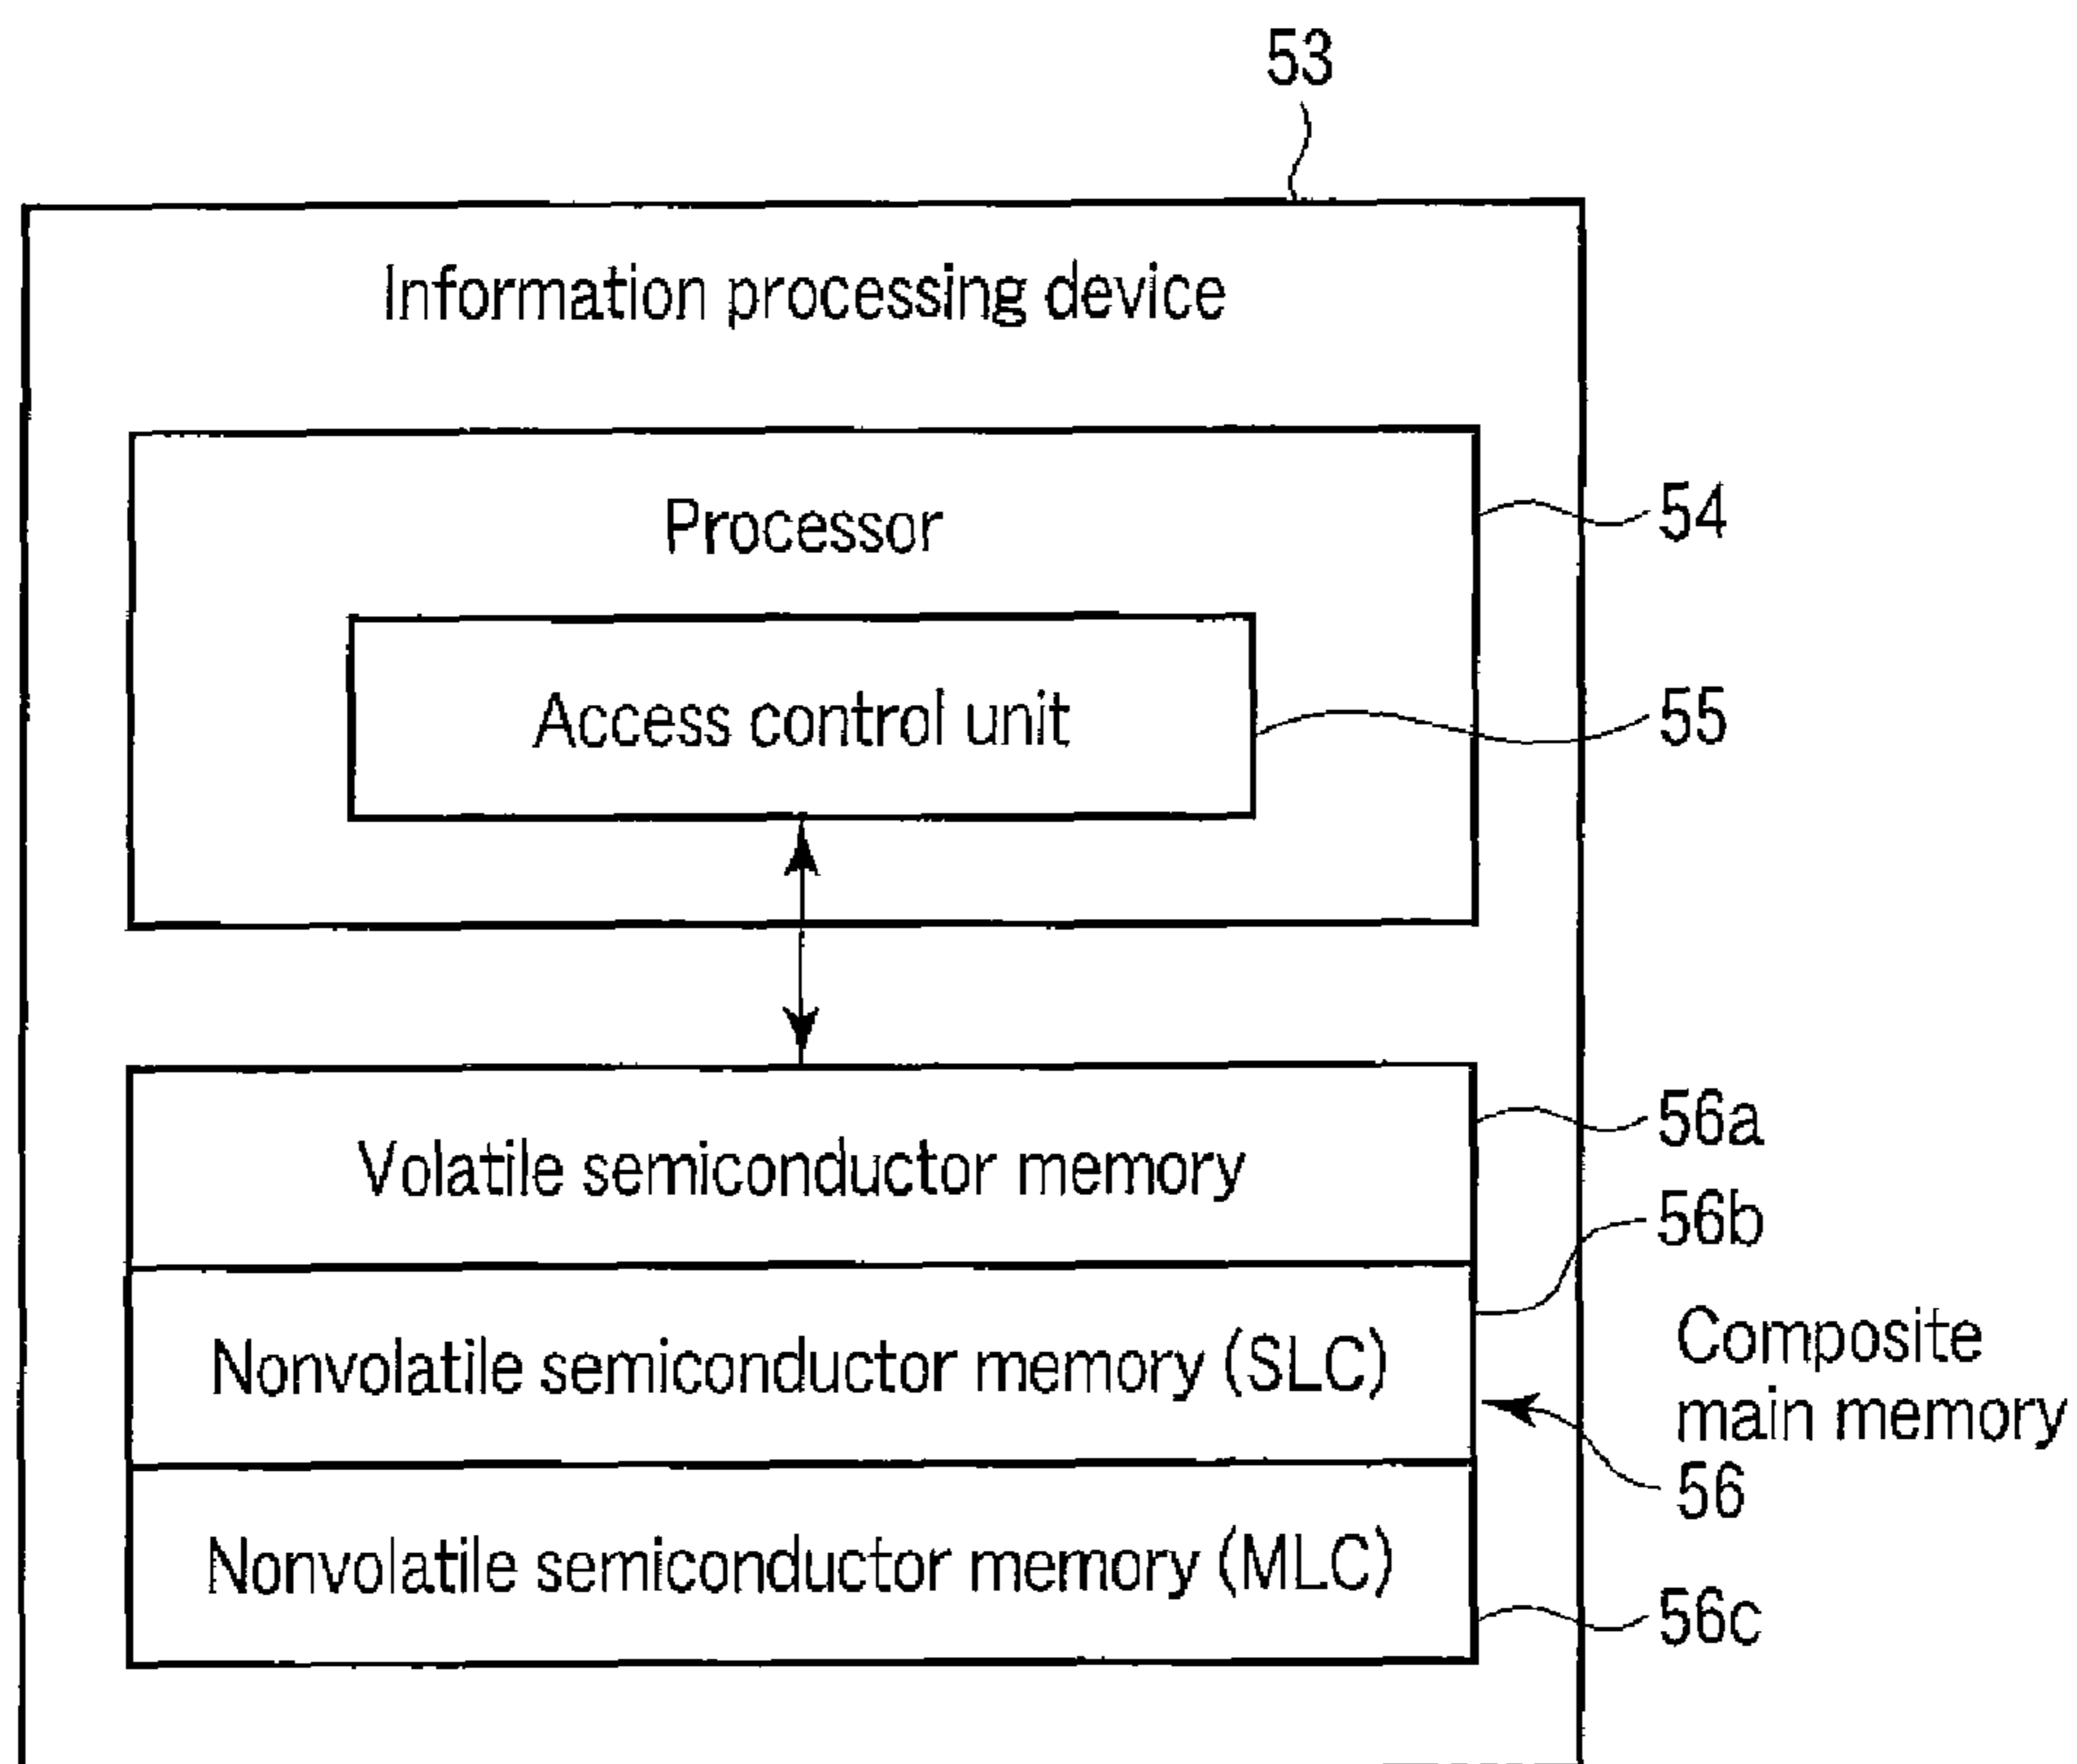 53
Information processing device
Processor
54
Access control unit
55
Volatile semiconductor memory
56a
56b
Nonvolatile semiconductor memory (SLC)
Composite
main memory
56
Nonvolatile semiconductor memory (MLC)
56c